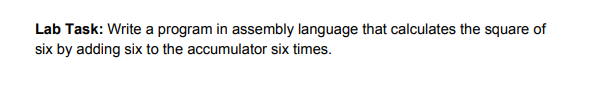 Lab Task: Write a program in assembly language that calculates the square of
six by adding six to the accumulator six times.